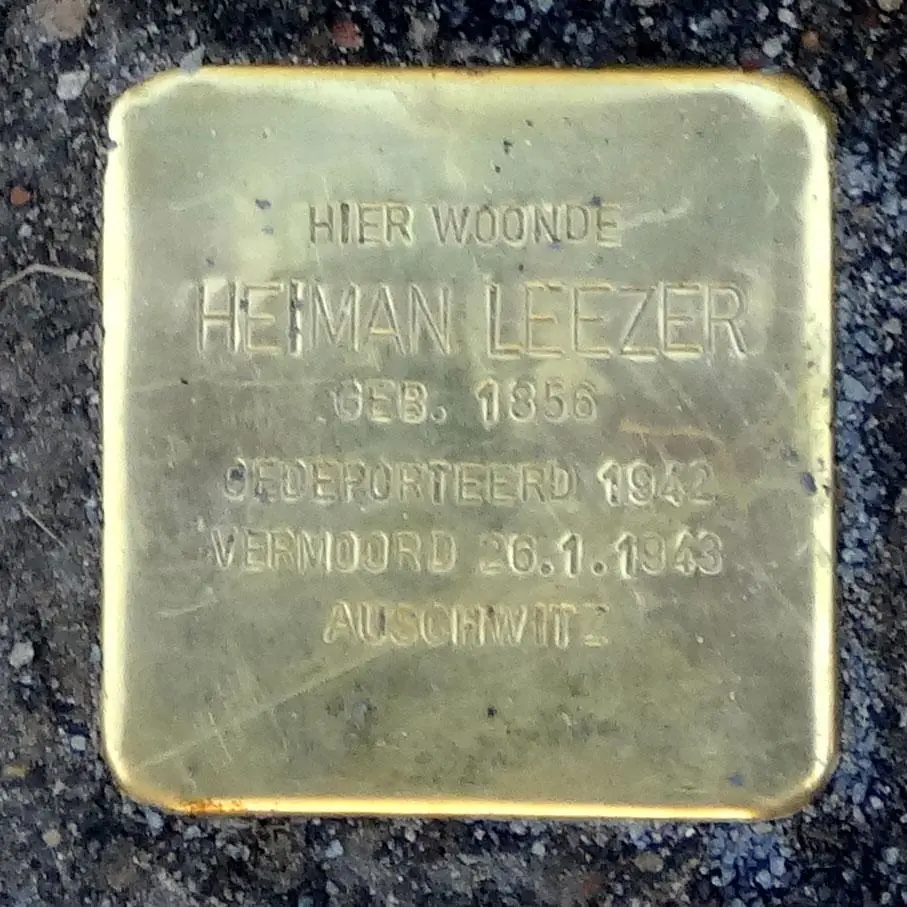 HIER WOONDE
HEIMAN LEEZER
GEB. 1856
GEDEPORTEERD 1942
VERMOORD 26.1.1943
AUSCHWITZ